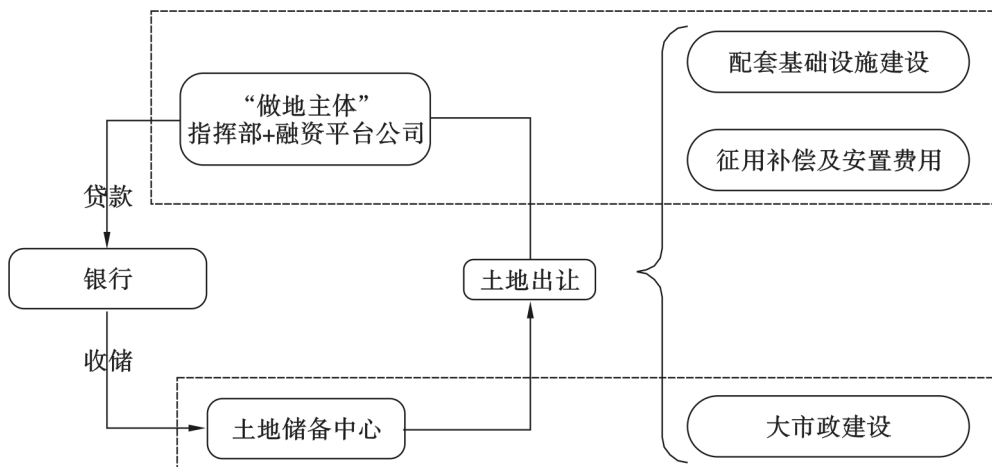 配套基础设施建设
“做地主体”
指挥部+融资平台公司
征用补偿及安置费用
贷款
银行
土地出让
收储
土地储备中心
大市政建设